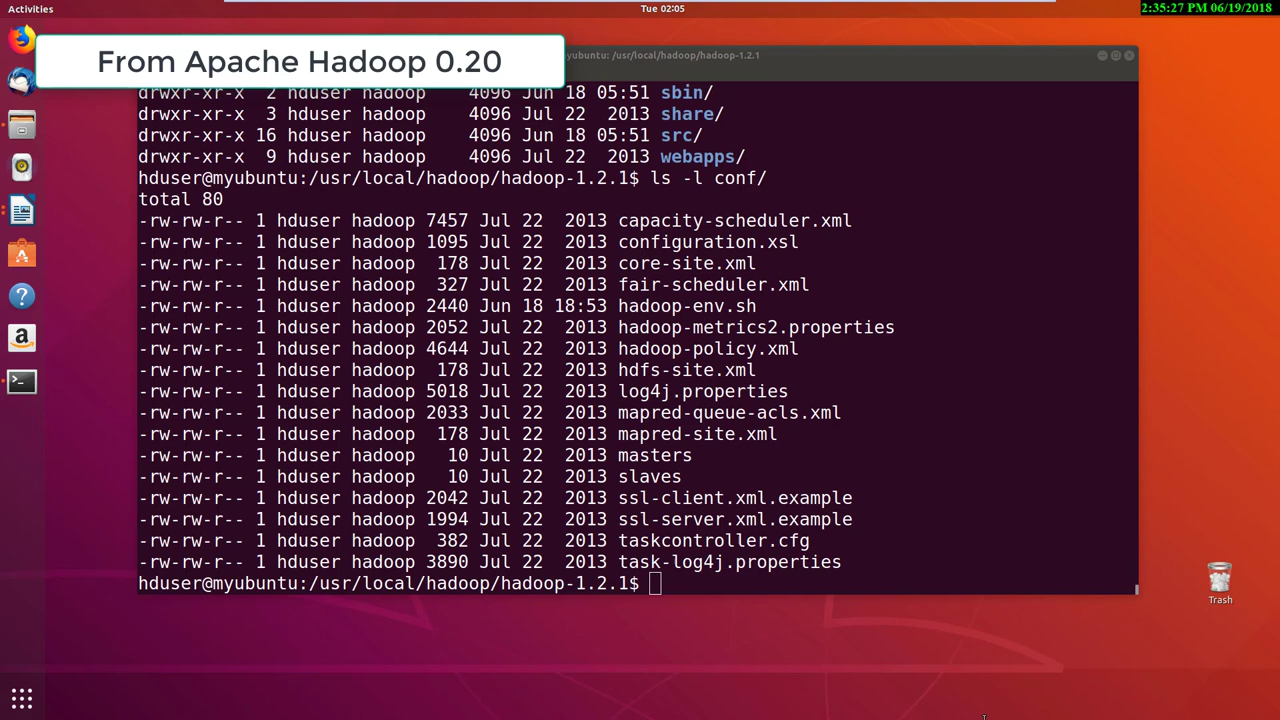 Activities
Tue 02:05
2:35:27 PM 06/19/2018
From Apache Hadoop 0.20
yubuntu: /usr/local/hadoop/hadoop-1.2.1
drwxr-xr-x  2 hduser hadoop    4096 Jun 18 05:51 sbin/
drwxr-xr-x  3 hduser hadoop    4096 Jul 22  2013 share/
drwxr-xr-x 16 hduser hadoop    4096 Jun 18 05:51 src/
drwxr-xr-x  9 hduser hadoop    4096 Jul 22  2013 webapps/
hduser@myubuntu:/usr/local/hadoop/hadoop-1.2.1$ ls -l conf/
total 80
-rw-rw-r-- 1 hduser hadoop 7457 Jul 22  2013 capacity-scheduler.xml
-rw-rw-r-- 1 hduser hadoop 1095 Jul 22  2013 configuration.xsl
-rw-rw-r-- 1 hduser hadoop  178 Jul 22  2013 core-site.xml
-rw-rw-r-- 1 hduser hadoop  327 Jul 22  2013 fair-scheduler.xml
-rw-rw-r-- 1 hduser hadoop 2440 Jun 18 18:53 hadoop-env.sh
-rw-rw-r-- 1 hduser hadoop 2052 Jul 22  2013 hadoop-metrics2.properties
-rw-rw-r-- 1 hduser hadoop 4644 Jul 22  2013 hadoop-policy.xml
-rw-rw-r-- 1 hduser hadoop  178 Jul 22  2013 hdfs-site.xml
-rw-rw-r-- 1 hduser hadoop 5018 Jul 22  2013 log4j.properties
-rw-rw-r-- 1 hduser hadoop 2033 Jul 22  2013 mapred-queue-acls.xml
-rw-rw-r-- 1 hduser hadoop  178 Jul 22  2013 mapred-site.xml
-rw-rw-r-- 1 hduser hadoop   10 Jul 22  2013 masters
-rw-rw-r-- 1 hduser hadoop   10 Jul 22  2013 slaves
-rw-rw-r-- 1 hduser hadoop 2042 Jul 22  2013 ssl-client.xml.example
-rw-rw-r-- 1 hduser hadoop 1994 Jul 22  2013 ssl-server.xml.example
-rw-rw-r-- 1 hduser hadoop  382 Jul 22  2013 taskcontroller.cfg
-rw-rw-r-- 1 hduser hadoop 3890 Jul 22  2013 task-log4j.properties
hduser@myubuntu:/usr/local/hadoop/hadoop-1.2.1$
Trash